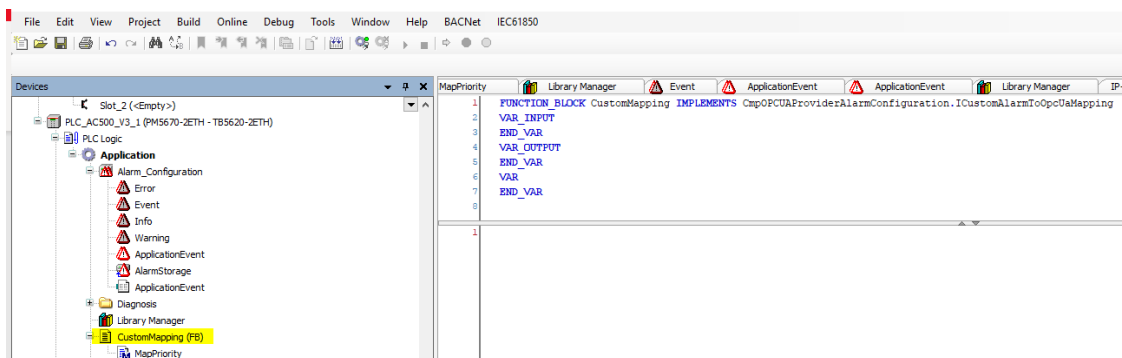 File Edit View Project Build Online Debug Tools Window Help BACNet IEC61850
Devices
Slot_2 (<Empty>)
PLC_AC500_V3_1 (PM5670-2ETH - TB5620-2ETH)
PLC Logic
Application
Alarm_Configuration
Error
Event
Info
Warning
ApplicationEvent
AlarmStorage
ApplicationEvent
Diagnosis
Library Manager
CustomMapping (FB)
MapPriority
MapPriority Library Manager Event ApplicationEvent ApplicationEvent Library Manager IP-
1 FUNCTION_BLOCK CustomMapping IMPLEMENTS CmpOPCUAProviderAlarmConfiguration.ICustomAlarmToOpcUaMapping
2 VAR_INPUT
3 END_VAR
4 VAR_OUTPUT
5 END_VAR
6 VAR
7 END_VAR
8
1